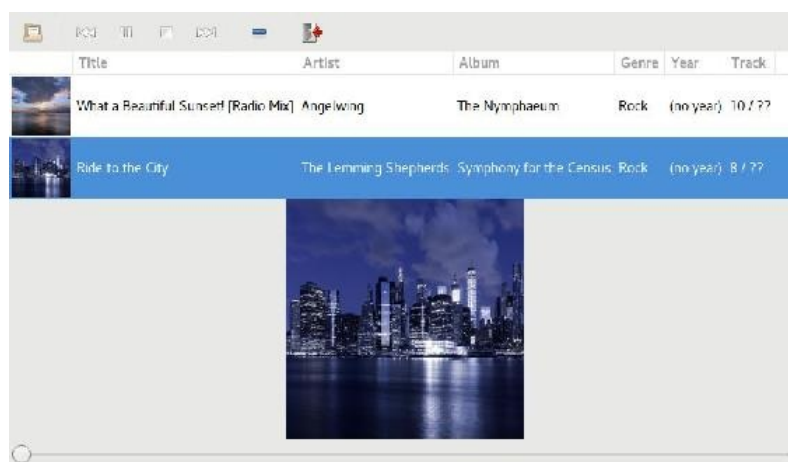 Title Artist Album Genre Year Track
What a Beautiful Sunset! [Radio Mix] Angelwing The Nymphaeum Rock (no year) 10 / ??
Ride to the City The Lemming Shepherds Symphony for the Census Rock (no year) 8 / ??